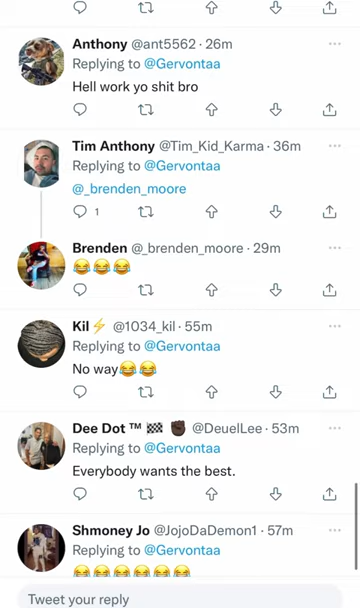 Anthony @ant5562 · 26m
Replying to @Gervontaa
Hell work yo shit bro
Tim Anthony @Tim_Kid_Karma · 36m
Replying to @Gervontaa
@_brenden_moore
1
Brenden @_brenden_moore · 29m
😂😂😂
Kil⚡ @1034_kil · 55m
Replying to @Gervontaa
No way😂😂
Dee Dot ™ 🏁 ✊🏿 @DeuelLee · 53m
Replying to @Gervontaa
Everybody wants the best.
Shmoney Jo @JojoDaDemon1 · 57m
Replying to @Gervontaa
😂😂😂😂😂😂
Tweet your reply